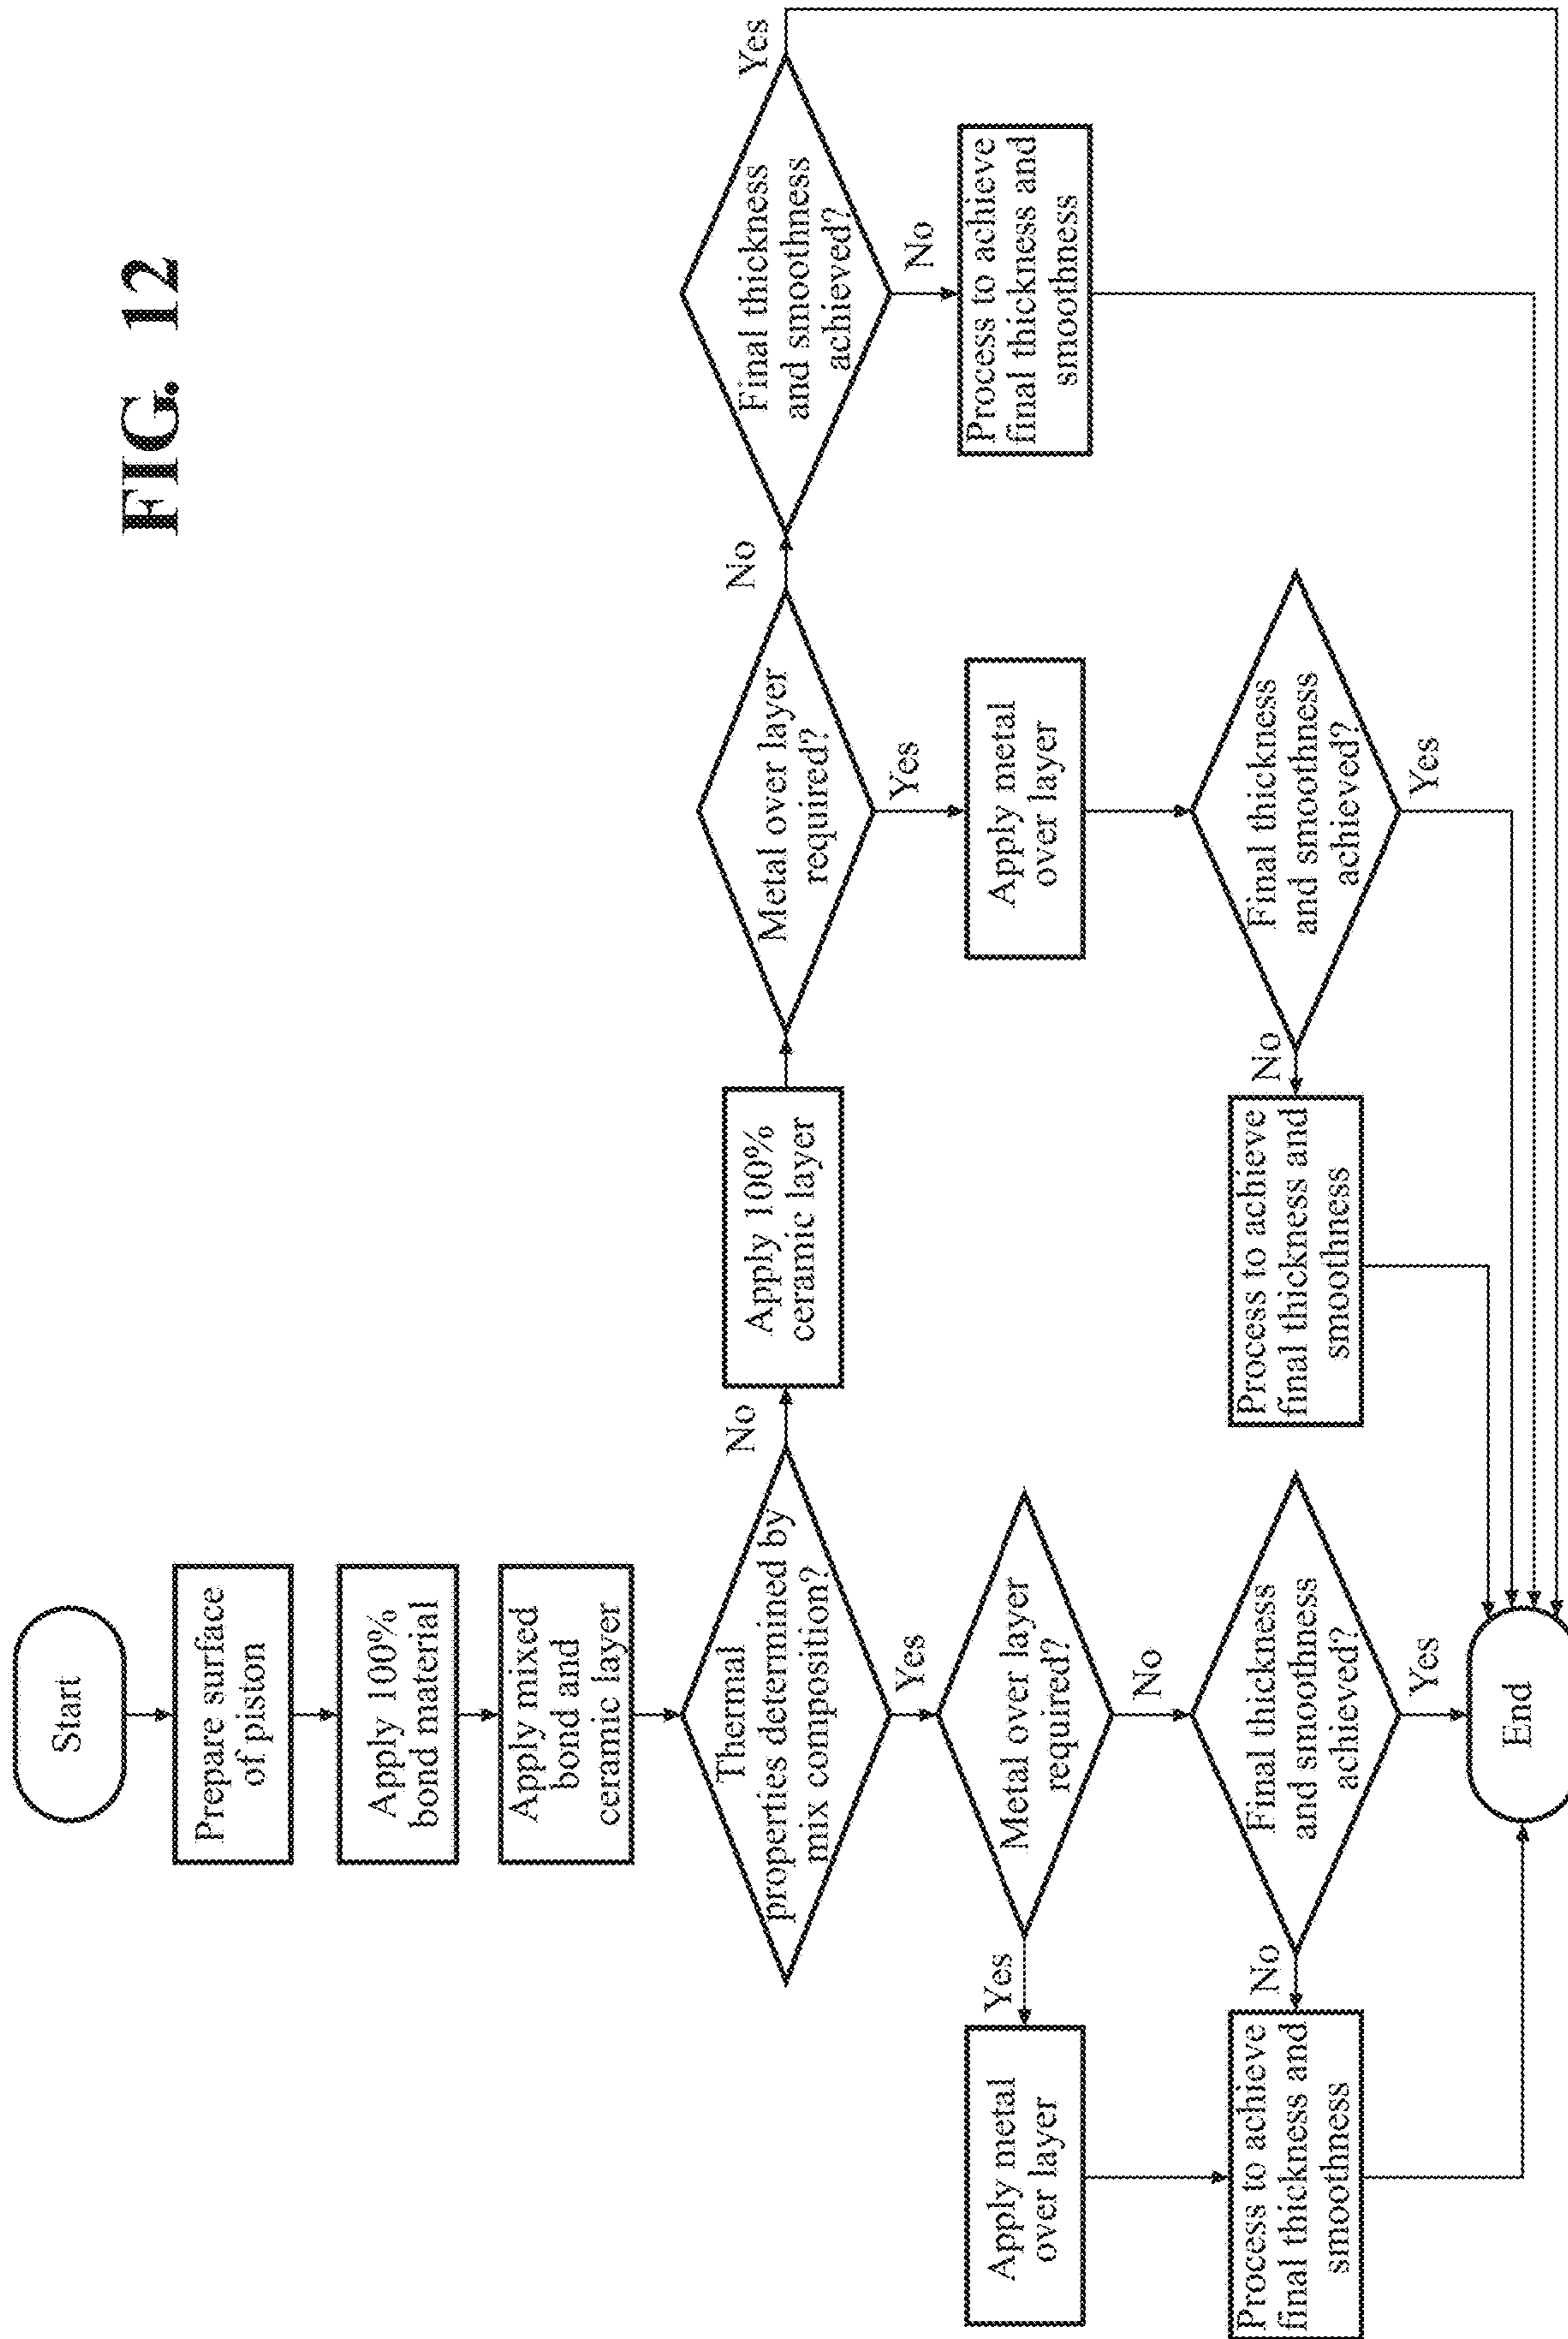 FIG. 12
Start
Prepare surface
of piston
Apply 100%
bond material
Apply mixed
bond and
ceramic layer
Thermal
properties determined by
mix composition?
No
Yes
Apply 100%
ceramic layer
Metal over layer
required?
No
Yes
Final thickness
and smoothness
achieved?
Yes
No
Process to achieve
final thickness and
smoothness
Apply metal
over layer
Final thickness
and smoothness
achieved?
No
Yes
Process to achieve
final thickness and
smoothness
Metal over layer
required?
Yes
No
Apply metal
over layer
Final thickness
and smoothness
achieved?
No
Yes
Process to achieve
final thickness and
smoothness
End